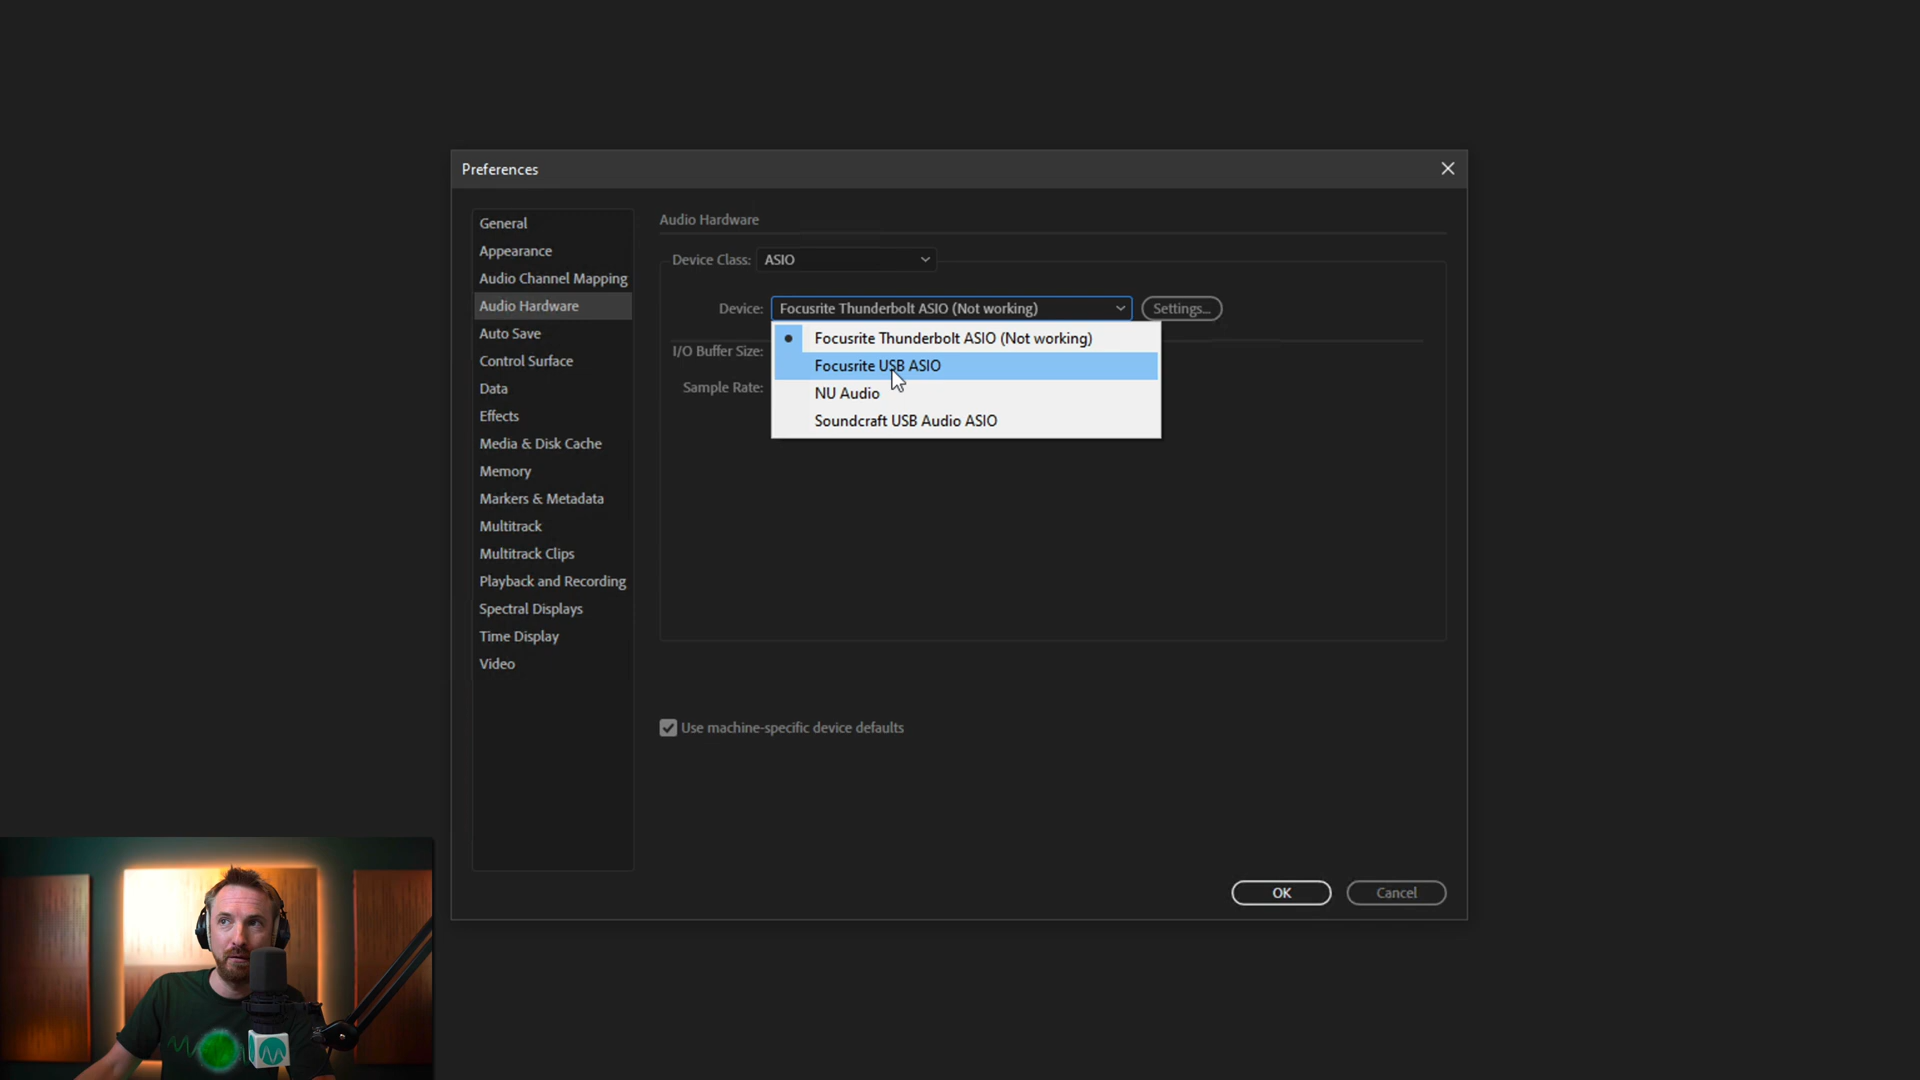 Preferences
General
Appearance
Audio Channel Mapping
Audio Hardware
Auto Save
Control Surface
Data
Effects
Media & Disk Cache
Memory
Markers & Metadata
Multitrack
Multitrack Clips
Playback and Recording
Spectral Displays
Time Display
Video
Audio Hardware
Device Class: ASIO
Device: Focusrite Thunderbolt ASIO (Not working) Settings...
Focusrite Thunderbolt ASIO (Not working)
I/O Buffer Size:
Focusrite USB ASIO
Sample Rate:
NU Audio
Soundcraft USB Audio ASIO
Use machine-specific device defaults
OK Cancel